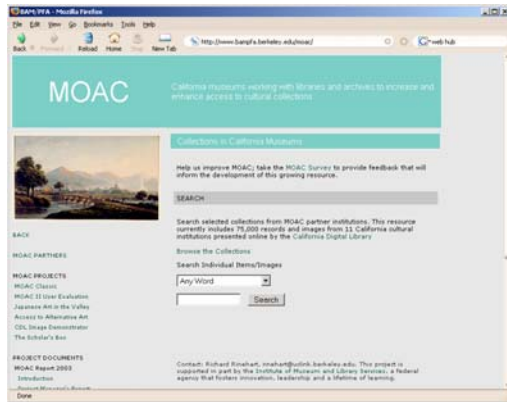 BAM/PFA - Mozilla Firefox
File Edit View Go Bookmarks Tools Help
Back Forward Reload Home Stop New Tab
http://www.bampfa.berkeley.edu/moac/
web hub
MOAC
California museums working with libraries and archives to increase and
enhance access to cultural collections
Collections in California Museums
Help us improve MOAC; take the MOAC Survey to provide feedback that will
inform the development of this growing resource.
SEARCH
Search selected collections from MOAC partner institutions. This resource
currently includes 75,000 records and images from 11 California cultural
institutions presented online by the California Digital Library
Browse the Collections
Search Individual Items/Images
Any Word
Search
BACK
MOAC PARTNERS
MOAC PROJECTS
MOAC Classic
MOAC II User Evaluation
Japanese Art in the Valley
Access to Alternative Art
CDL Image Demonstrator
The Scholar's Box
PROJECT DOCUMENTS
MOAC Report 2003
Introduction
Project Manager's Report
Contact: Richard Rinehart, rinehart@uclink.berkeley.edu. This project is
supported in part by the Institute of Museum and Library Services, a federal
agency that fosters innovation, leadership and a lifetime of learning.
Done